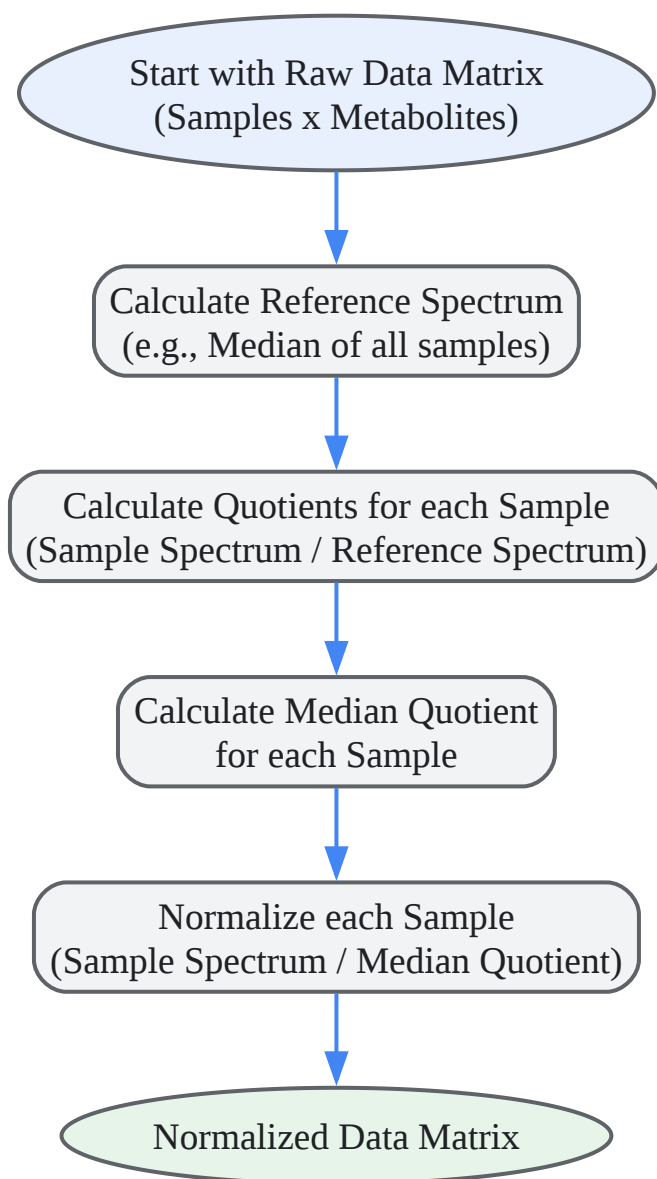 Start with Raw Data Matrix
(Samples x Metabolites)
Calculate Reference Spectrum
(e.g., Median of all samples)
Calculate Quotients for each Sample
(Sample Spectrum / Reference Spectrum)
Calculate Median Quotient
for each Sample
Normalize each Sample
(Sample Spectrum / Median Quotient)
Normalized Data Matrix